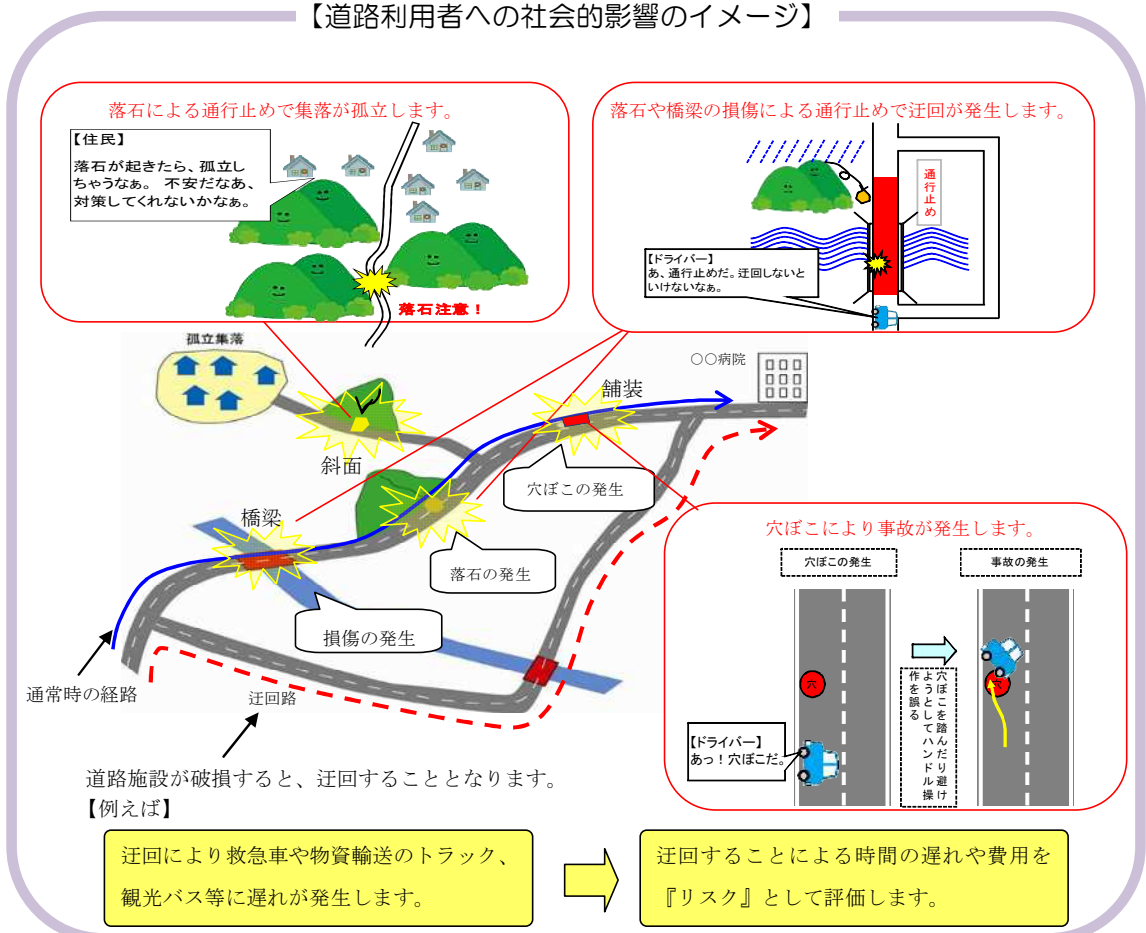 【道路利用者への社会的影響のイメージ】
落石による通行止めで集落が孤立します。
【住民】
落石が起きたら、孤立し
ちゃうなぁ。 不安だなあ、
対策してくれないかなぁ。
落石注意！
落石や橋梁の損傷による通行止めで迂回が発生します。
通行止め
【ドライバー】
あ、通行止めだ。迂回しないと
いけないなぁ。
孤立集落
〇〇病院
舗装
斜面
穴ぼこの発生
橋梁
落石の発生
損傷の発生
通常時の経路
迂回路
穴ぼこにより事故が発生します。
穴ぼこの発生
事故の発生
穴
穴
【ドライバー】
あっ！穴ぼこだ。
穴ぼこを踏んだり避け
ようとしてハンドル操
作を誤る
道路施設が破損すると、迂回することとなります。
【例えば】
迂回により救急車や物資輸送のトラック、
観光バス等に遅れが発生します。
迂回することによる時間の遅れや費用を
『リスク』として評価します。